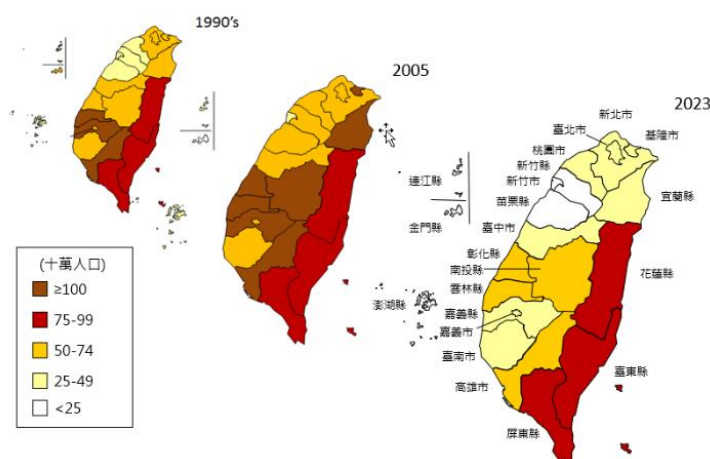 1990's
2005
2023
新北市
臺北市
基隆市
桃園市
新竹縣
新竹市
苗栗縣
宜蘭縣
連江縣
金門縣
臺中市
彰化縣
南投縣
雲林縣
花蓮縣
澎湖縣
嘉義縣
嘉義市
臺南市
臺東縣
高雄市
屏東縣
(十萬人口)
≥100
75-99
50-74
25-49
<25